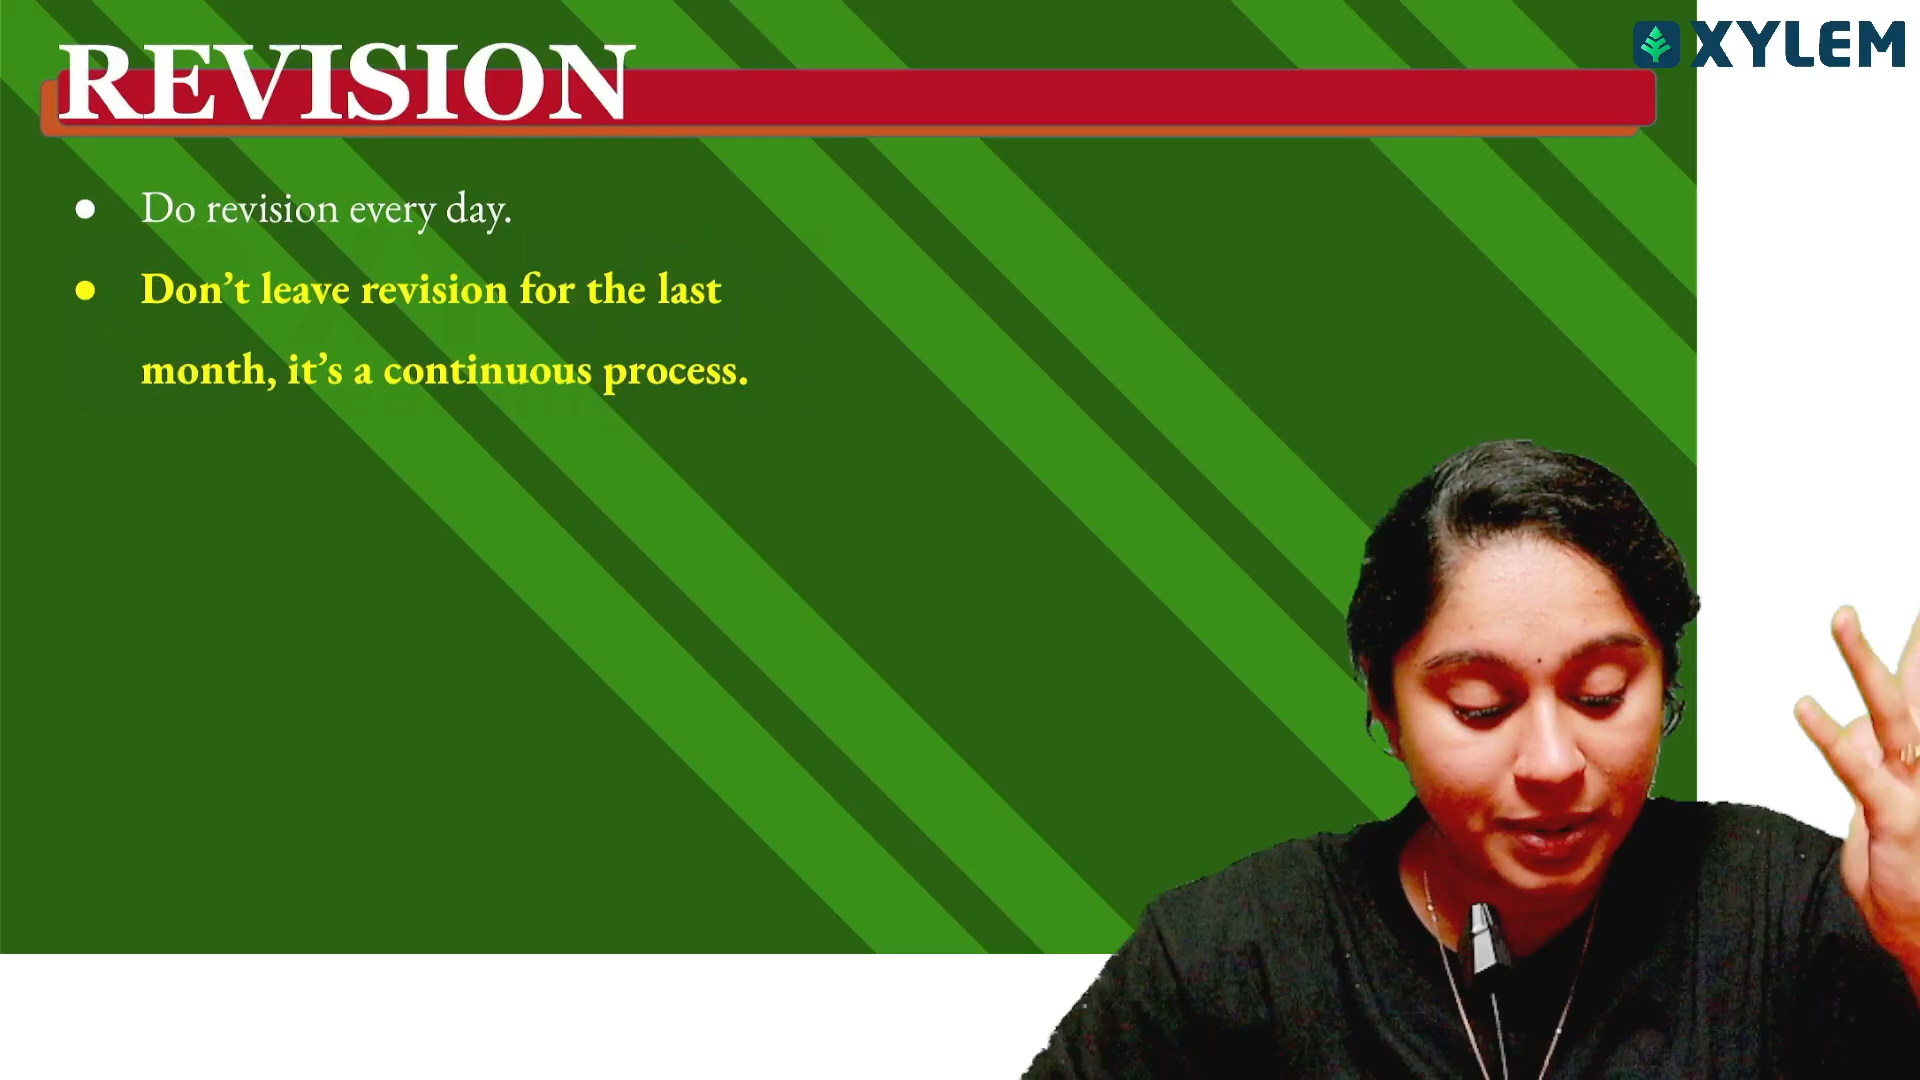 REVISION
XYLEM
● Do revision every day.
● Don’t leave revision for the last
month, it’s a continuous process.